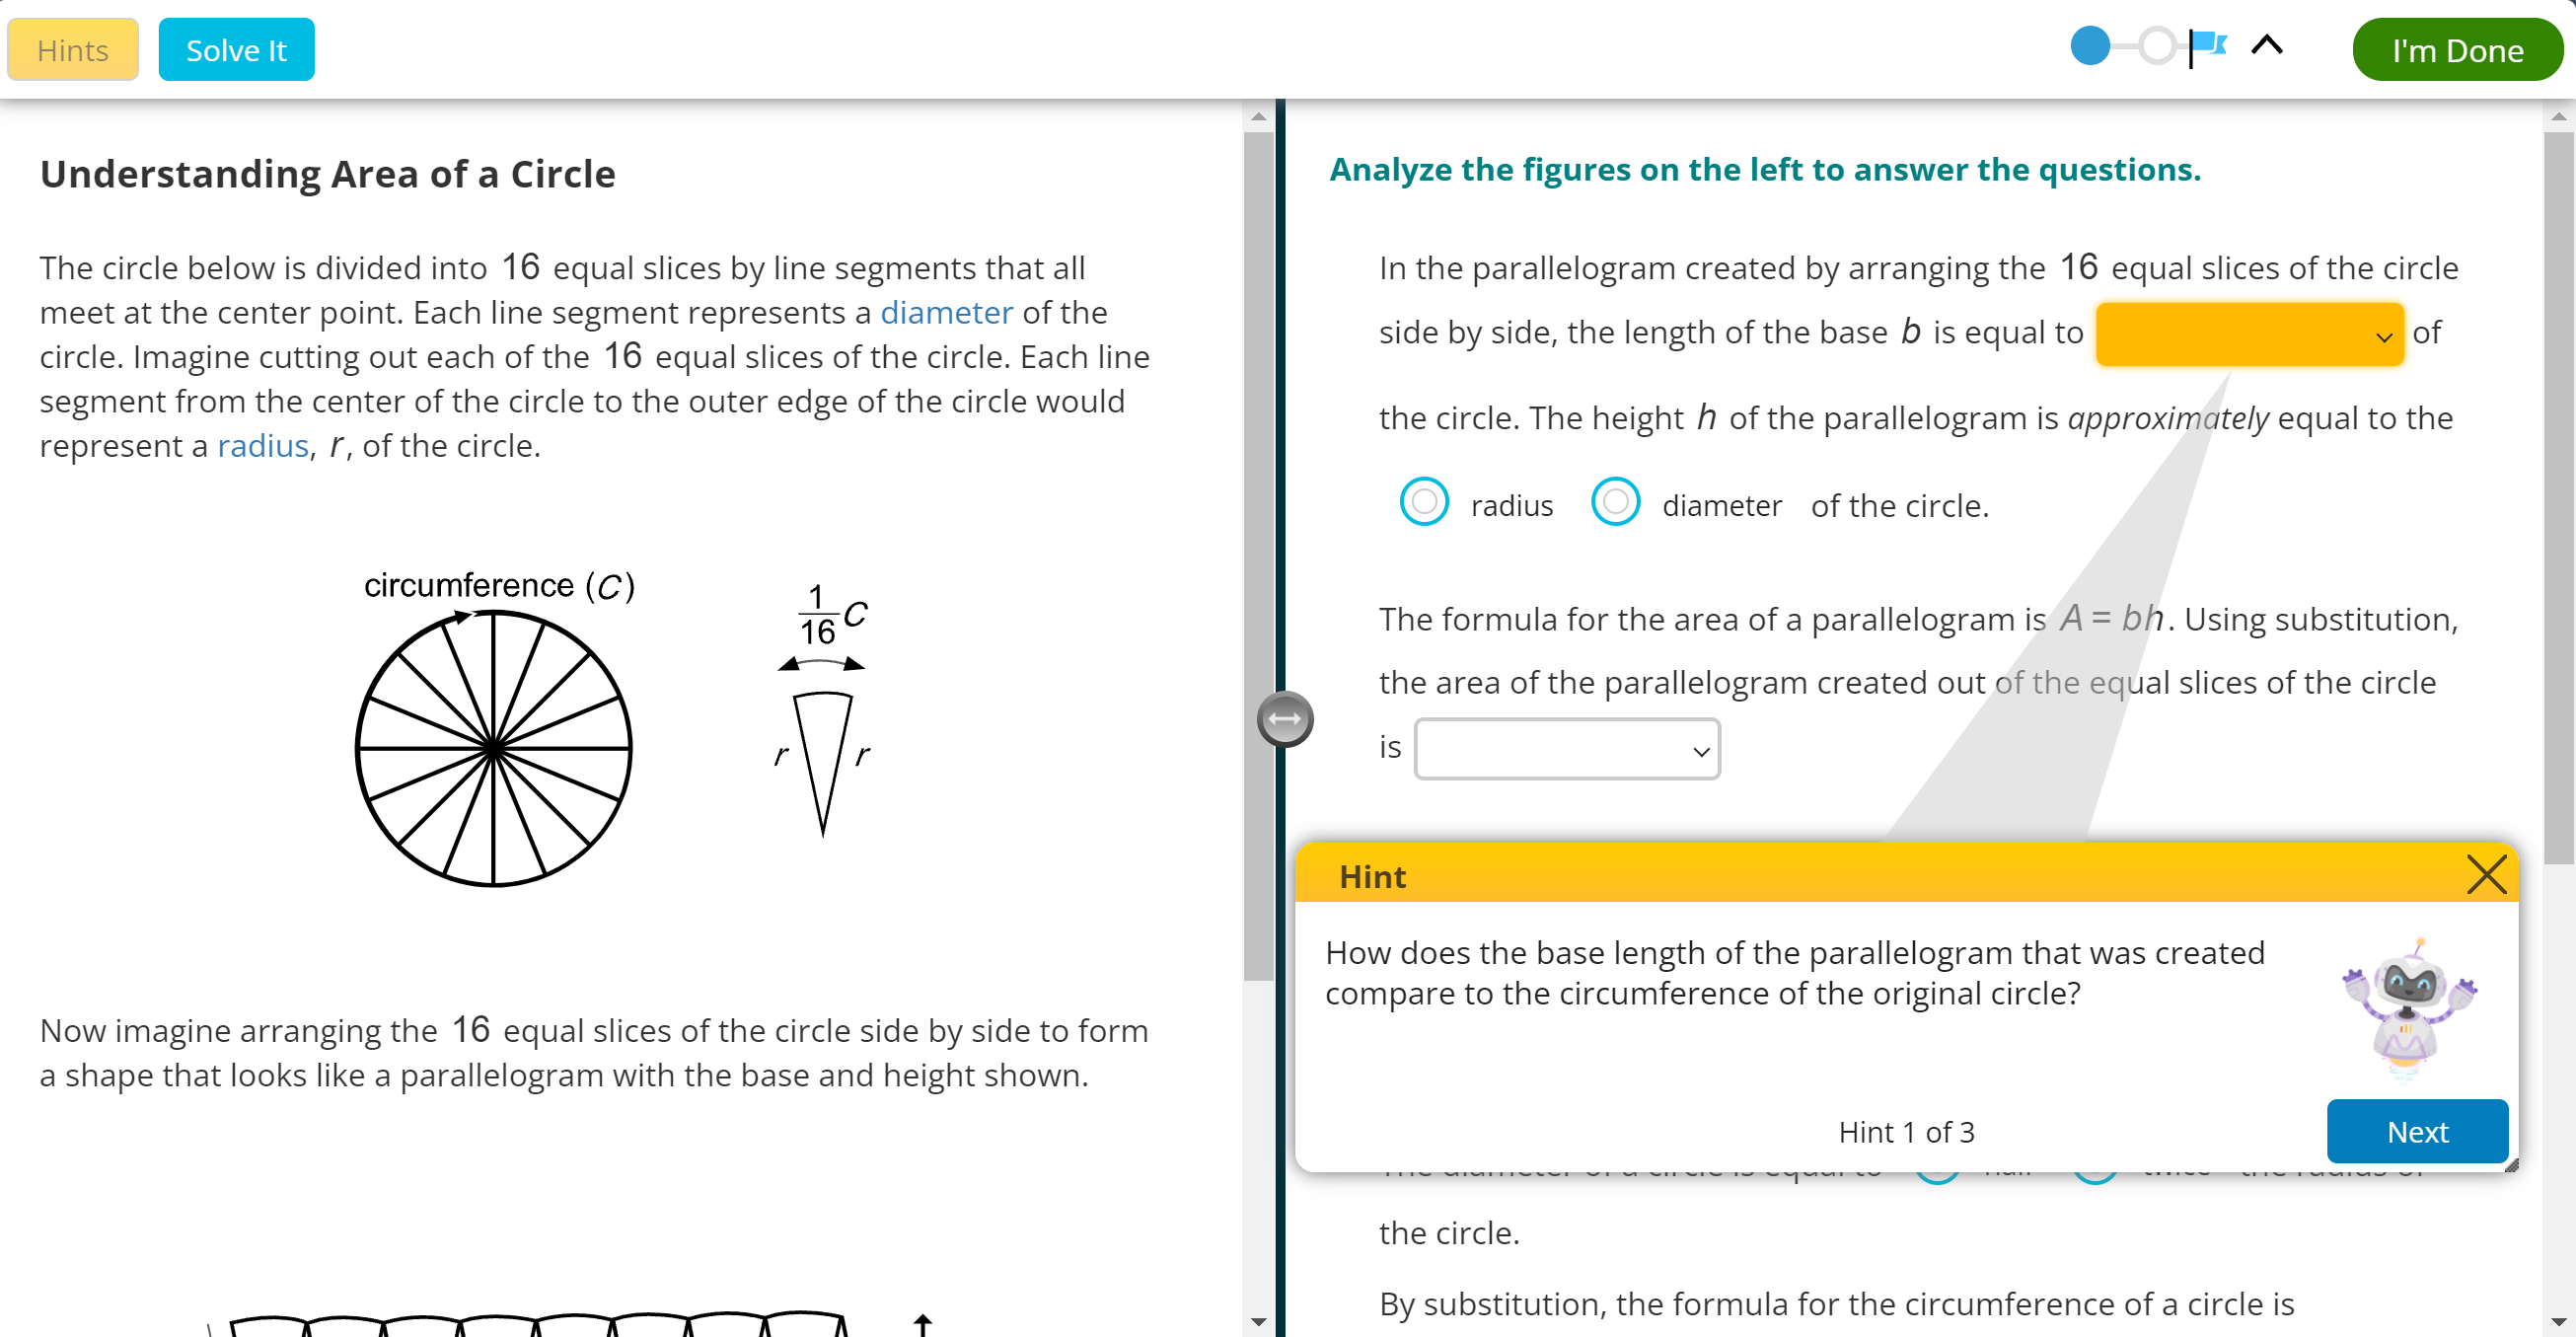 Hints
Solve It
I'm Done
Understanding Area of a Circle
The circle below is divided into 16 equal slices by line segments that all
meet at the center point. Each line segment represents a diameter of the
circle. Imagine cutting out each of the 16 equal slices of the circle. Each line
segment from the center of the circle to the outer edge of the circle would
represent a radius, r, of the circle.
circumference (C)
1/16 C
r r
Now imagine arranging the 16 equal slices of the circle side by side to form
a shape that looks like a parallelogram with the base and height shown.
Analyze the figures on the left to answer the questions.
In the parallelogram created by arranging the 16 equal slices of the circle
side by side, the length of the base b is equal to of
the circle. The height h of the parallelogram is approximately equal to the
radius diameter of the circle.
The formula for the area of a parallelogram is A = bh. Using substitution,
the area of the parallelogram created out of the equal slices of the circle
is
Hint
How does the base length of the parallelogram that was created
compare to the circumference of the original circle?
Hint 1 of 3
Next
the circle.
By substitution, the formula for the circumference of a circle is